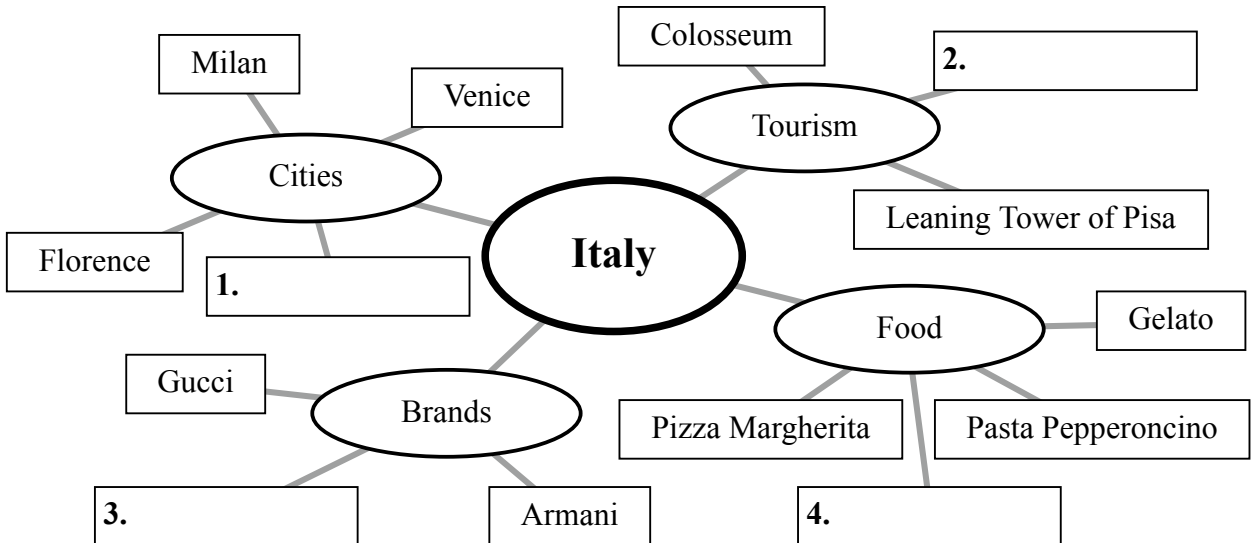 Colosseum
2.
Milan
Venice
Tourism
Cities
Leaning Tower of Pisa
Italy
Florence
1.
Gelato
Food
Gucci
Brands
Pizza Margherita
Pasta Pepperoncino
3.
Armani
4.